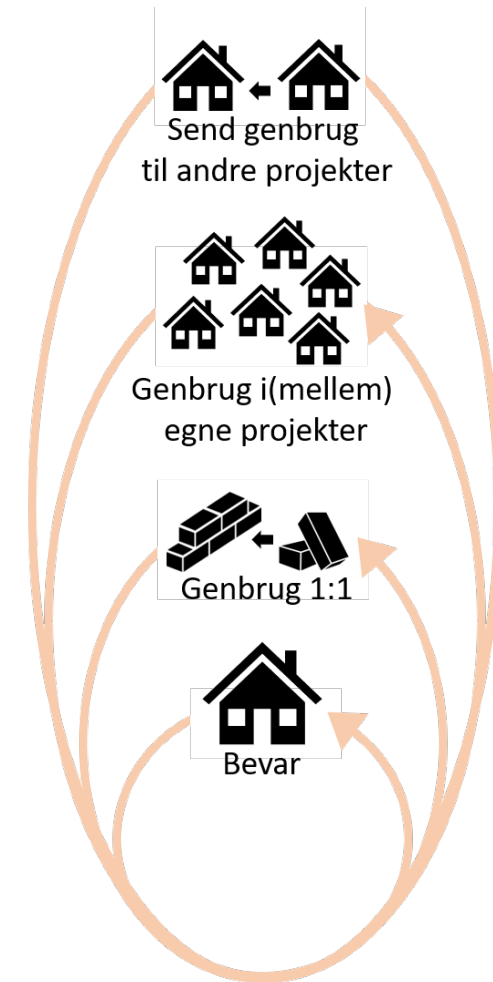 Send genbrug
til andre projekter
Genbrug i(mellem)
egne projekter
Genbrug 1:1
Bevar